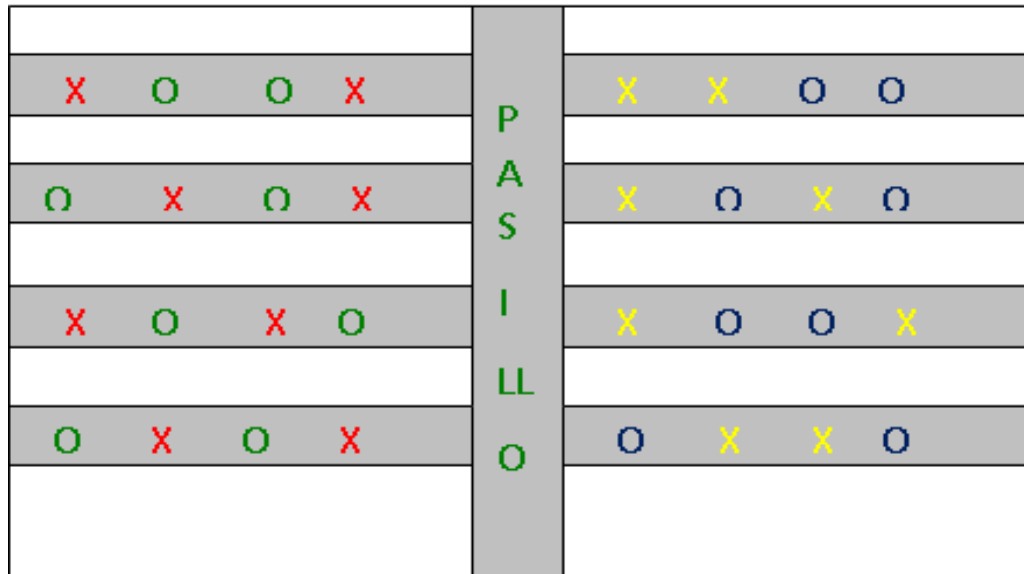 X O O X
O X O X
X O X O
O X O X
P
A
S
I
LL
O
X X O O
X O X O
X O O X
O X X O